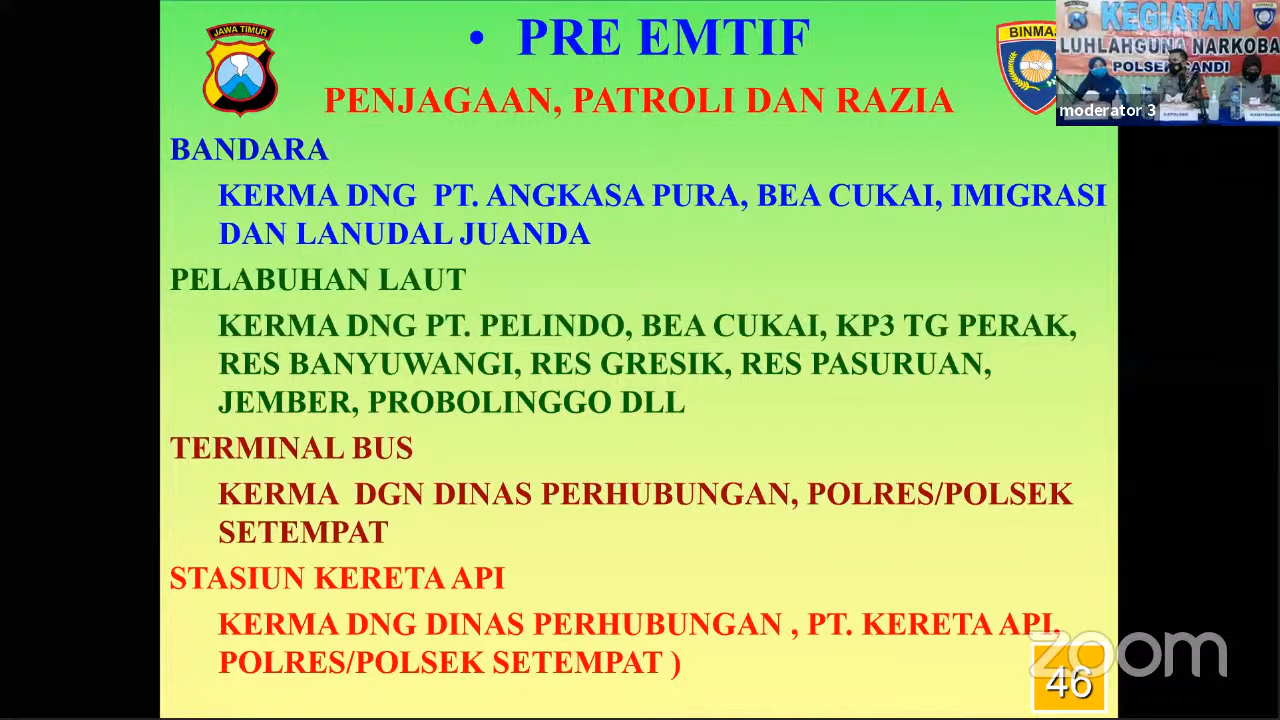 JAWA TIMUR
• PRE EMTIF
PENJAGAAN, PATROLI DAN RAZIA
BINMAS
KEGIATAN
LUHLAHGUNA NARKOBA
moderator 3
BANDARA
KERMA DNG PT. ANGKASA PURA, BEA CUKAI, IMIGRASI
DAN LANUDAL JUANDA
PELABUHAN LAUT
KERMA DNG PT. PELINDO, BEA CUKAI, KP3 TG PERAK,
RES BANYUWANGI, RES GRESIK, RES PASURUAN,
JEMBER, PROBOLINGGO DLL
TERMINAL BUS
KERMA DGN DINAS PERHUBUNGAN, POLRES/POLSEK
SETEMPAT
STASIUN KERETA API
KERMA DNG DINAS PERHUBUNGAN , PT. KERETA API,
POLRES/POLSEK SETEMPAT )
zoom
46